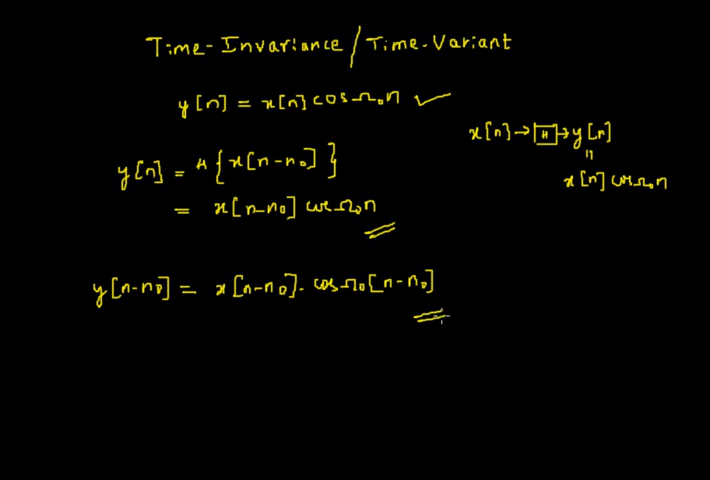 Time-Invariance/Time-Variant
y[n] = x[n] cos Ω₀n ✓
x[n] → H → y[n]
=
x[n] cos Ω₀n
y[n] = H{x[n-n₀]}
= x[n-n₀] cos Ω₀n
y[n-n₀] = x[n-n₀]. cos Ω₀[n-n₀]